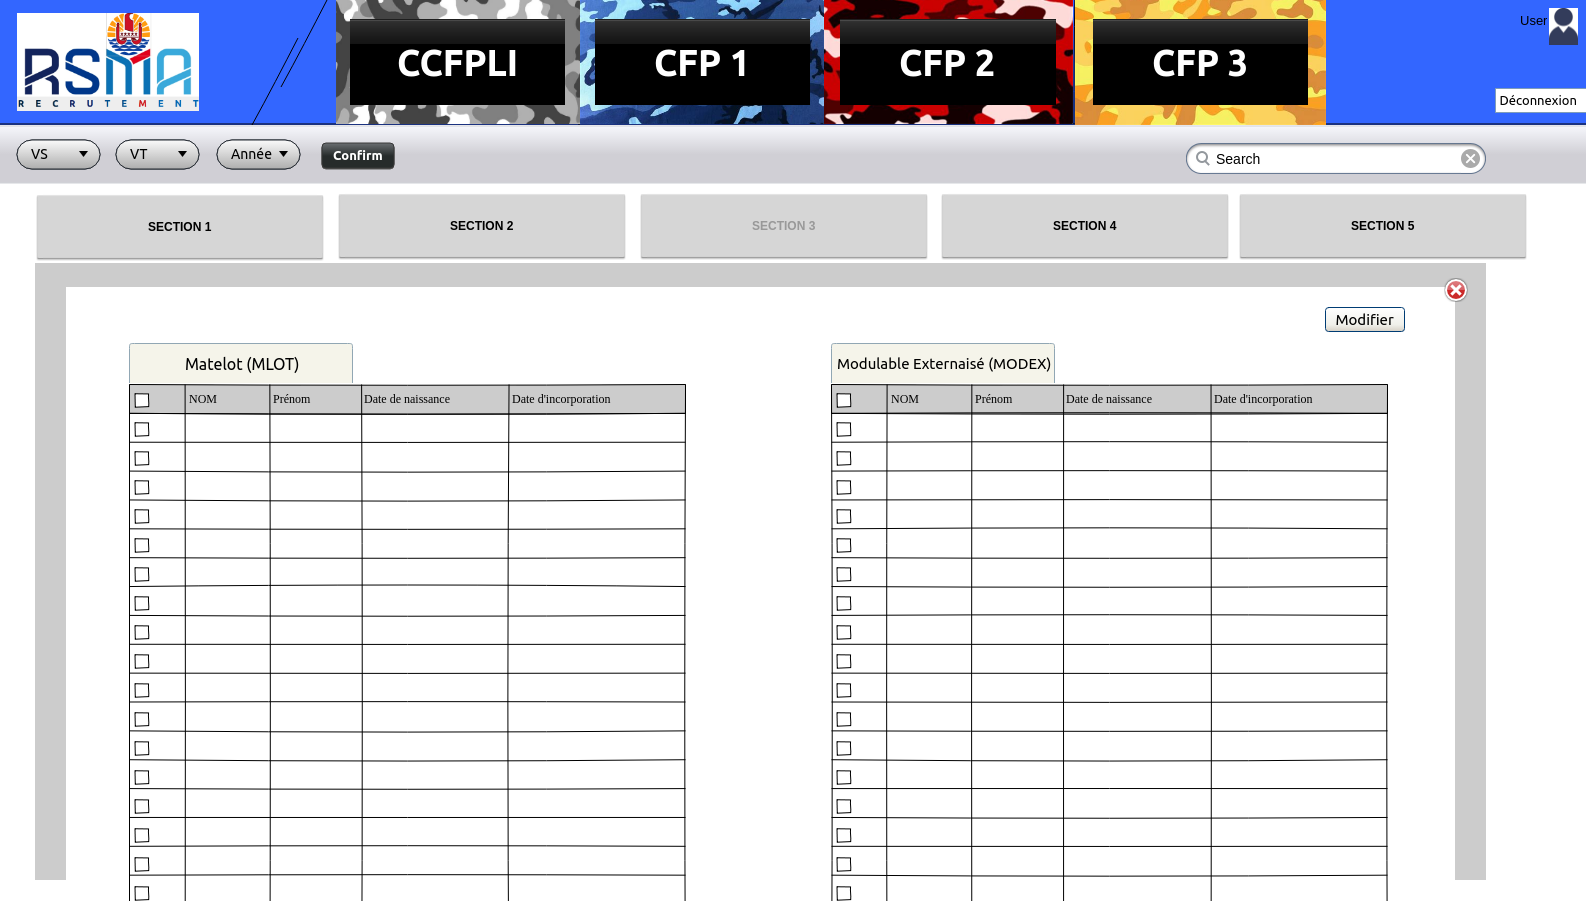 RSMA
RECRUTEMENT
CCFPLI
CFP 1
CFP 2
CFP 3
User
Déconnexion
VS
VT
Année
Confirm
Search
SECTION 1
SECTION 2
SECTION 3
SECTION 4
SECTION 5
Modifier
Matelot (MLOT)
Modulable Externaisé (MODEX)
NOM Prénom Date de naissance Date d'incorporation
NOM Prénom Date de naissance Date d'incorporation